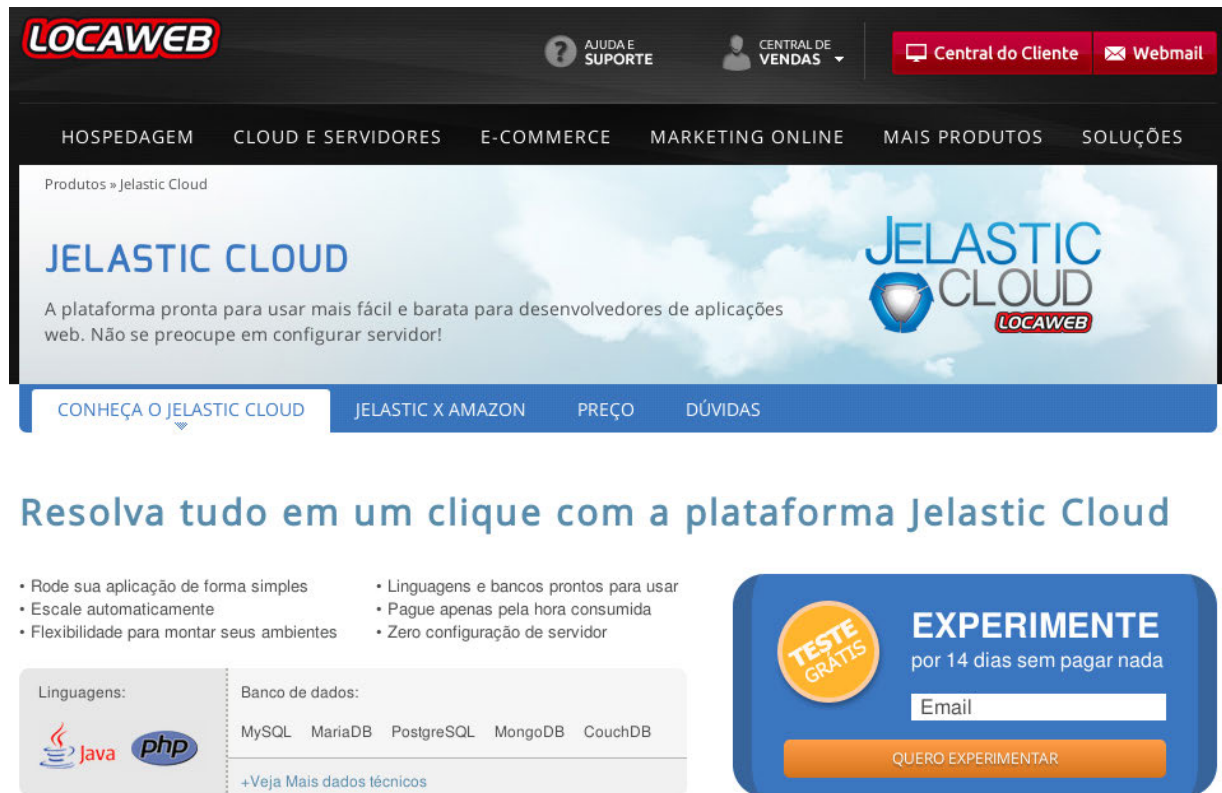 LOCAWEB
AJUDA E
SUPORTE
CENTRAL DE
VENDAS
Central do Cliente
Webmail
HOSPEDAGEM
CLOUD E SERVIDORES
E-COMMERCE
MARKETING ONLINE
MAIS PRODUTOS
SOLUÇÕES
Produtos » Jelastic Cloud
JELASTIC CLOUD
A plataforma pronta para usar mais fácil e barata para desenvolvedores de aplicações
web. Não se preocupe em configurar servidor!
JELASTIC
CLOUD
LOCAWEB
CONHEÇA O JELASTIC CLOUD
JELASTIC X AMAZON
PREÇO
DÚVIDAS
Resolva tudo em um clique com a plataforma Jelastic Cloud
• Rode sua aplicação de forma simples
• Escale automaticamente
• Flexibilidade para montar seus ambientes
• Linguagens e bancos prontos para usar
• Pague apenas pela hora consumida
• Zero configuração de servidor
Linguagens:
Java
php
Banco de dados:
MySQL MariaDB PostgreSQL MongoDB CouchDB
+Veja Mais dados técnicos
TESTE
GRÁTIS
EXPERIMENTE
por 14 dias sem pagar nada
Email
QUERO EXPERIMENTAR